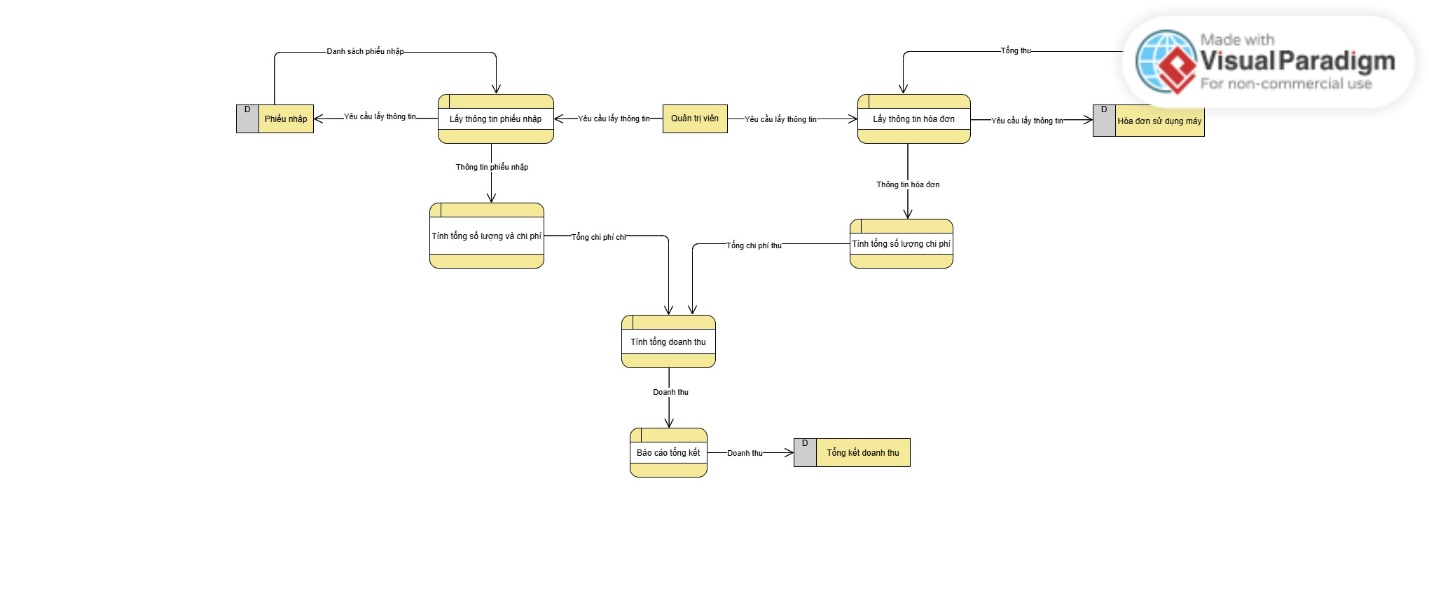 Made with
Visual Paradigm
For non-commercial use
Danh sách phiếu nhập
Tổng thu
D
Phiếu nhập
Yêu cầu lấy thông tin
Lấy thông tin phiếu nhập
Yêu cầu lấy thông tin
Quản trị viên
Yêu cầu lấy thông tin
Lấy thông tin hóa đơn
Yêu cầu lấy thông tin
D
Hóa đơn sử dụng máy
Thông tin phiếu nhập
Thông tin hóa đơn
Tính tổng số lượng và chi phí
Tổng chi phí chi
Tổng chi phí thu
Tính tổng số lượng chi phí
Tính tổng doanh thu
Doanh thu
Báo cáo tổng kết
Doanh thu
D
Tổng kết doanh thu